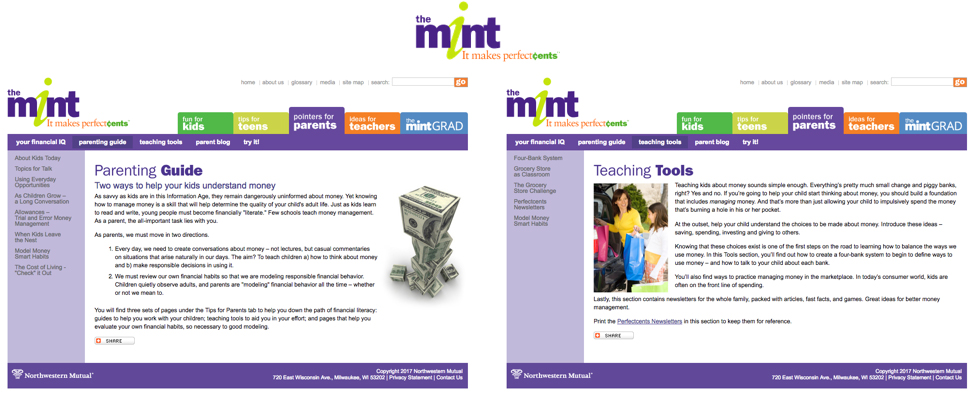 the
mint
It makes perfect¢ents™
home | about us | glossary | media | site map | search: go
the
mint
It makes perfect¢ents™
fun for
kids
tips for
teens
pointers for
parents
ideas for
teachers
the
mintGRAD
your financial IQ parenting guide teaching tools parent blog try it!
About Kids Today
Topics for Talk
Using Everyday
Opportunities
As Children Grow –
a Long Conversation
Allowances –
Trial and Error Money
Management
When Kids Leave
the Nest
Model Money
Smart Habits
The Cost of Living -
"Check" it Out
Parenting Guide
Two ways to help your kids understand money
As savvy as kids are in this Information Age, they remain dangerously uninformed about money. Yet knowing
how to manage money is a skill that will help determine the quality of your child's adult life. Just as kids learn
to read and write, young people must become financially "literate." Few schools teach money management.
As a parent, the all-important task lies with you.
As parents, we must move in two directions.
1. Every day, we need to create conversations about money – not lectures, but casual commentaries
on situations that arise naturally in our days. The aim? To teach children a) how to think about money
and b) make responsible decisions in using it.
2. We must review our own financial habits so that we are modeling responsible financial behavior.
Children quietly observe adults, and parents are "modeling" financial behavior all the time – whether
or not we mean to.
You will find three sets of pages under the Tips for Parents tab to help you down the path of financial literacy:
guides to help you work with your children; teaching tools to aid you in your effort; and pages that help you
evaluate your own financial habits, so necessary to good modeling.
SHARE
Northwestern Mutual®
Copyright 2017 Northwestern Mutual
720 East Wisconsin Ave., Milwaukee, WI 53202 | Privacy Statement | Contact Us
home | about us | glossary | media | site map | search: go
the
mint
It makes perfect¢ents™
fun for
kids
tips for
teens
pointers for
parents
ideas for
teachers
the
mintGRAD
your financial IQ parenting guide teaching tools parent blog try it!
Four-Bank System
Grocery Store
as Classroom
The Grocery
Store Challenge
Perfectcents
Newsletters
Model Money
Smart Habits
Teaching Tools
Teaching kids about money sounds simple enough. Everything's pretty much small change and piggy banks,
right? Yes and no. If you're going to help your child start thinking about money, you should build a foundation
that includes managing money. And that's more than just allowing your child to impulsively spend the money
that's burning a hole in his or her pocket.
At the outset, help your child understand the choices to be made about money. Introduce these ideas –
saving, spending, investing and giving to others.
Knowing that these choices exist is one of the first steps on the road to learning how to balance the ways we
use money. In this Tools section, you'll find out how to create a four-bank system to begin to define ways to
use money – and how to talk to your child about each bank.
You'll also find ways to practice managing money in the marketplace. In today's consumer world, kids are
often on the front line of spending.
Lastly, this section contains newsletters for the whole family, packed with articles, fast facts, and games. Great ideas for better money
management.
Print the Perfectcents Newsletters in this section to keep them for reference.
SHARE
Northwestern Mutual®
Copyright 2017 Northwestern Mutual
720 East Wisconsin Ave., Milwaukee, WI 53202 | Privacy Statement | Contact Us